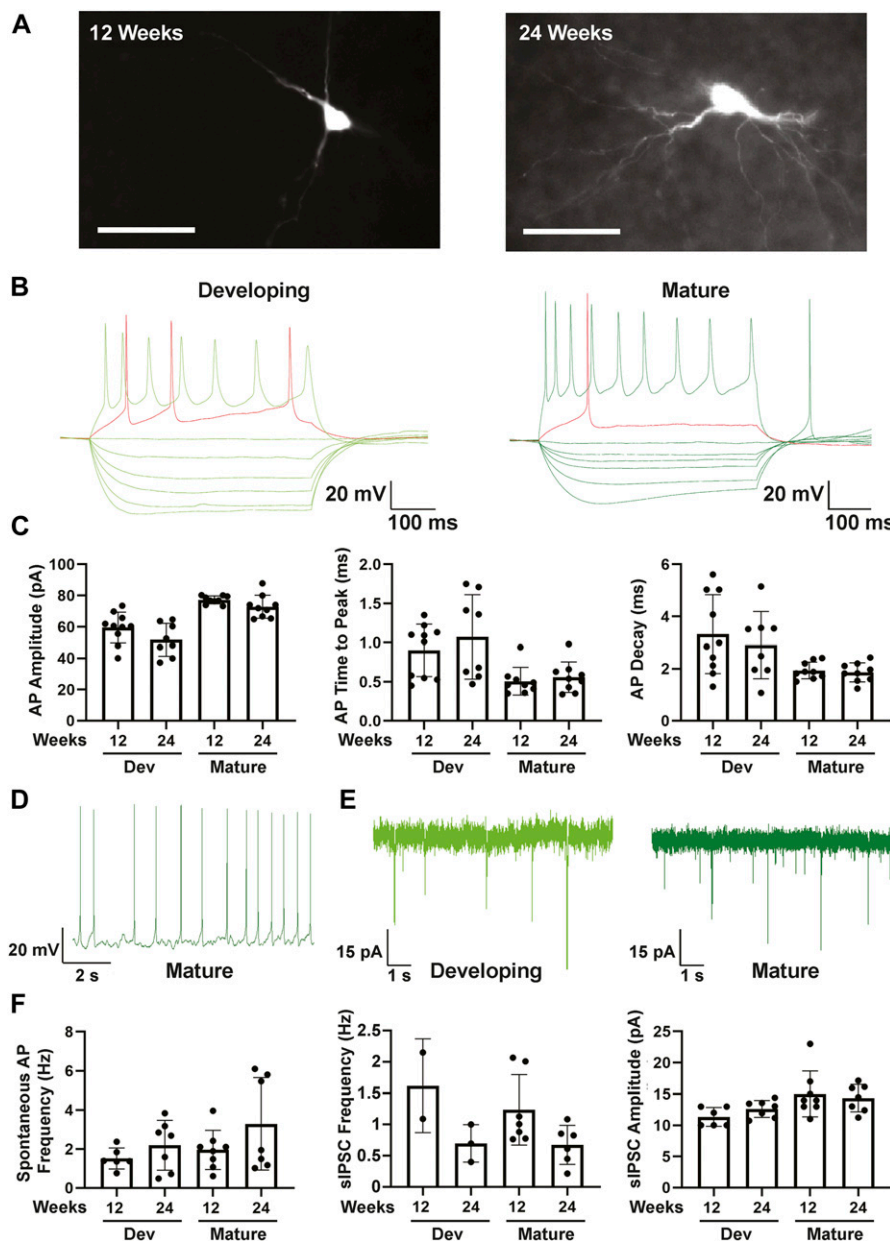 A
12 Weeks
24 Weeks
B
Developing
Mature
20 mV
100 ms
20 mV
100 ms
C
AP Amplitude (pA)
100
80
60
40
20
0
Weeks 12 24 12 24
Dev Mature
AP Time to Peak (ms)
2.0
1.5
1.0
0.5
0.0
Weeks 12 24 12 24
Dev Mature
AP Decay (ms)
6
4
2
0
Weeks 12 24 12 24
Dev Mature
D
20 mV
2 s
Mature
E
15 pA
1 s
Developing
15 pA
1 s
Mature
F
Spontaneous AP
Frequency (Hz)
8
6
4
2
0
Weeks 12 24 12 24
Dev Mature
sIPSC Frequency (Hz)
2.5
2
1.5
1
0.5
0
Weeks 12 24 12 24
Dev Mature
sIPSC Amplitude (pA)
25
20
15
10
5
0
Weeks 12 24 12 24
Dev Mature